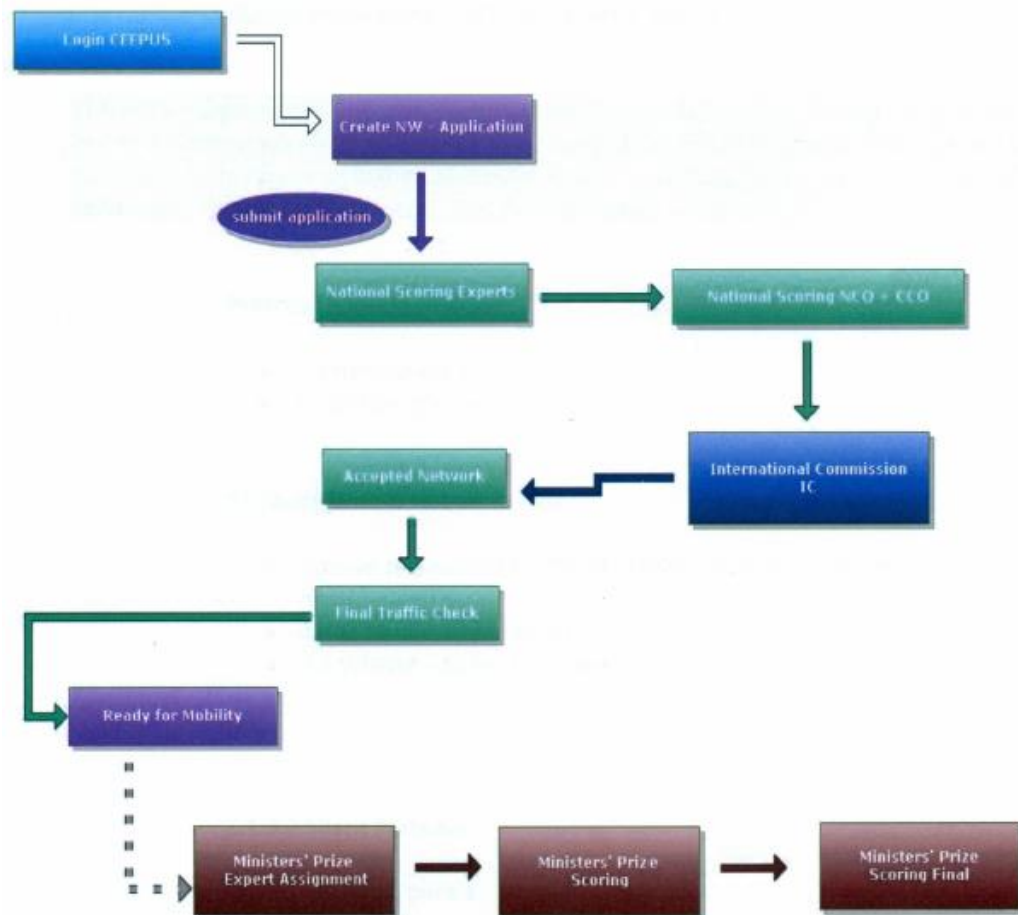 Login CEEPUS
Create NW - Application
submit application
National Scoring Experts
National Scoring NCO + CCO
International Commission
IC
Accepted Network
Final Traffic Check
Ready for Mobility
Ministers' Prize
Expert Assignment
Ministers' Prize
Scoring
Ministers' Prize
Scoring Final